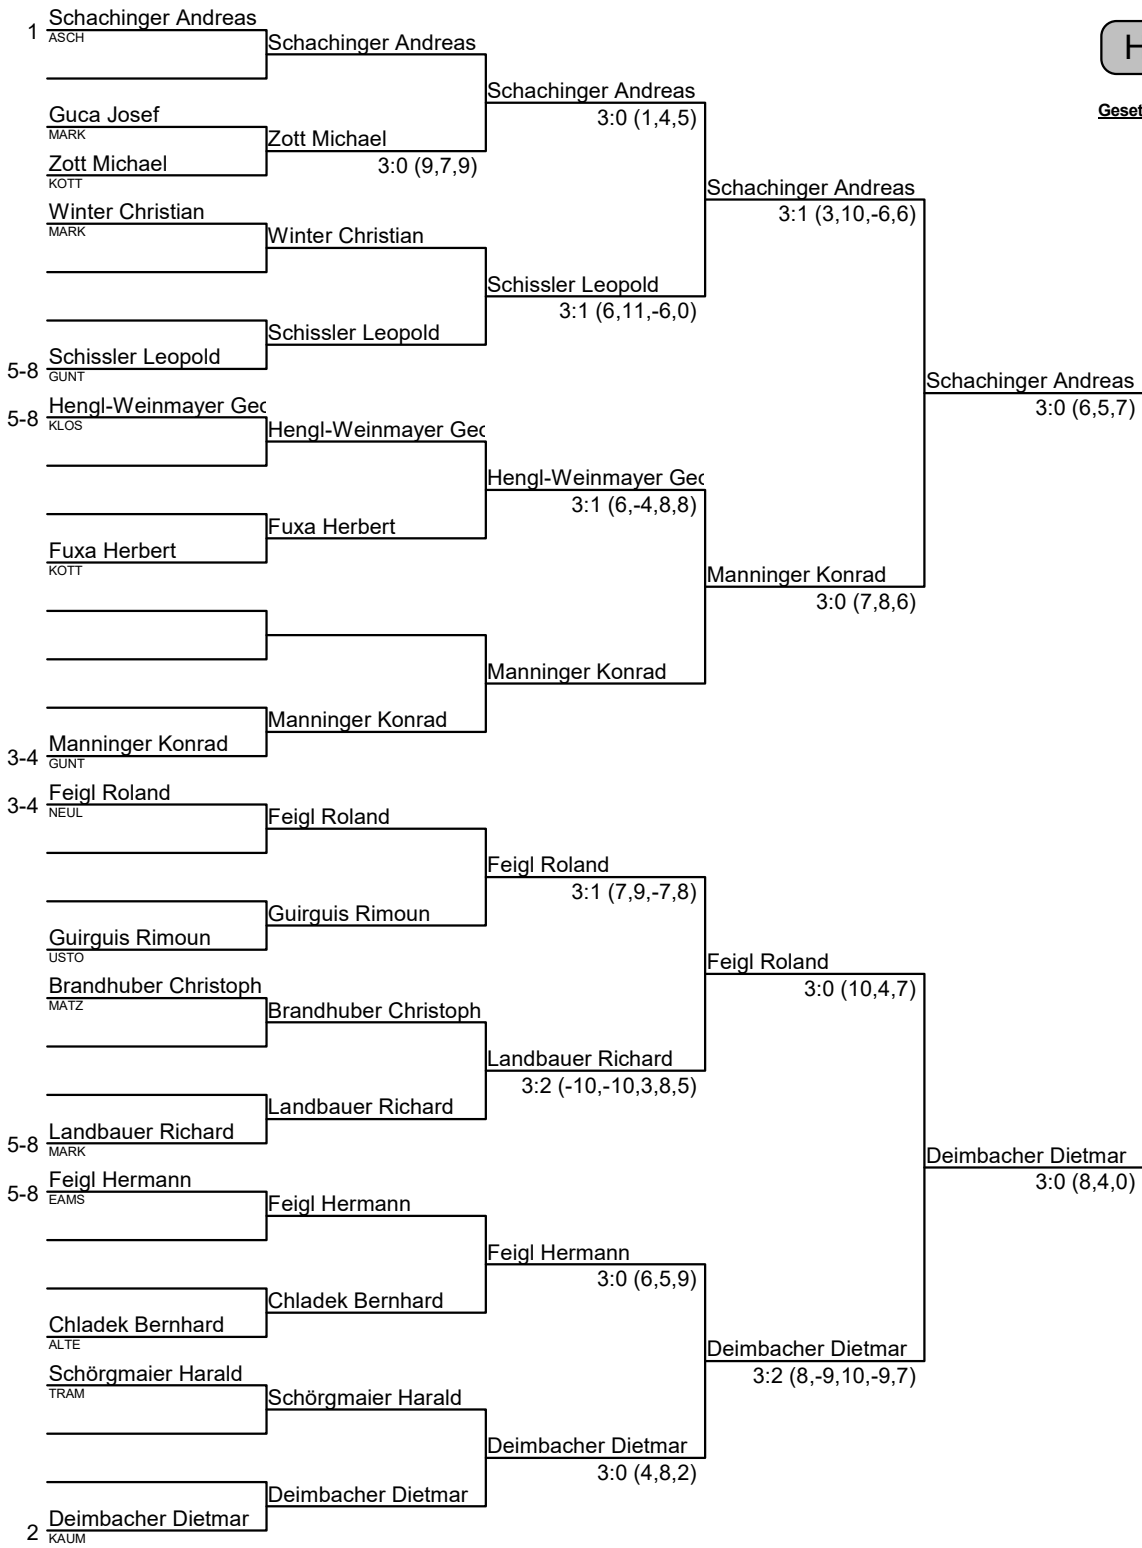 Schachinger Andreas
1
ASCH
Schachinger Andreas
Schachinger Andreas
3:0 (1,4,5)
Guca Josef
MARK
Zott Michael
3:0 (9,7,9)
Zott Michael
KOTT
Schachinger Andreas
3:1 (3,10,-6,6)
Winter Christian
MARK
Winter Christian
Schissler Leopold
3:1 (6,11,-6,0)
Schissler Leopold
5-8
Schissler Leopold
GUNT
Schachinger Andreas
3:0 (6,5,7)
5-8
Hengl-Weinmayer Geo
KLOS
Hengl-Weinmayer Geo
Hengl-Weinmayer Geo
3:1 (6,-4,8,8)
Fuxa Herbert
Fuxa Herbert
KOTT
Manninger Konrad
3:0 (7,8,6)
Manninger Konrad
Manninger Konrad
3-4
Manninger Konrad
GUNT
3-4
Feigl Roland
NEUL
Feigl Roland
Feigl Roland
3:1 (7,9,-7,8)
Guirguis Rimoun
Guirguis Rimoun
USTO
Feigl Roland
3:0 (10,4,7)
Brandhuber Christoph
MATZ
Brandhuber Christoph
Landbauer Richard
3:2 (-10,-10,3,8,5)
Landbauer Richard
5-8
Landbauer Richard
MARK
Deimbacher Dietmar
3:0 (8,4,0)
5-8
Feigl Hermann
EAMS
Feigl Hermann
Feigl Hermann
3:0 (6,5,9)
Chladek Bernhard
Chladek Bernhard
ALTE
Deimbacher Dietmar
3:2 (8,-9,10,-9,7)
Schörgmaier Harald
TRAM
Schörgmaier Harald
Deimbacher Dietmar
3:0 (4,8,2)
Deimbacher Dietmar
2
Deimbacher Dietmar
KAUM
H
Geset